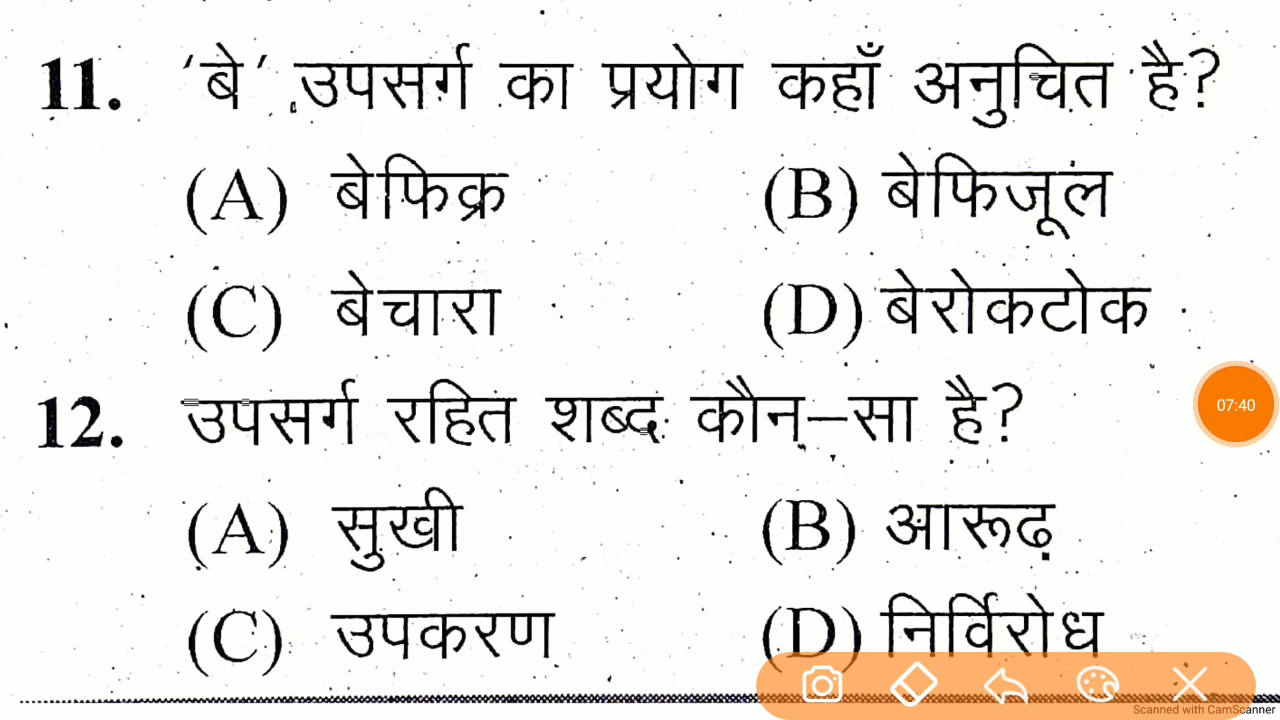 11. 'बे' उपसर्ग का प्रयोग कहाँ अनुचित है?
(A) बेफिक्र (B) बेफिजूल
(C) बेचारा (D) बेरोकटोक
12. उपसर्ग रहित शब्द कौन-सा है?
07:40
(A) सुखी (B) आरूढ़
(C) उपकरण (D) निर्विरोध
Scanned with CamScanner